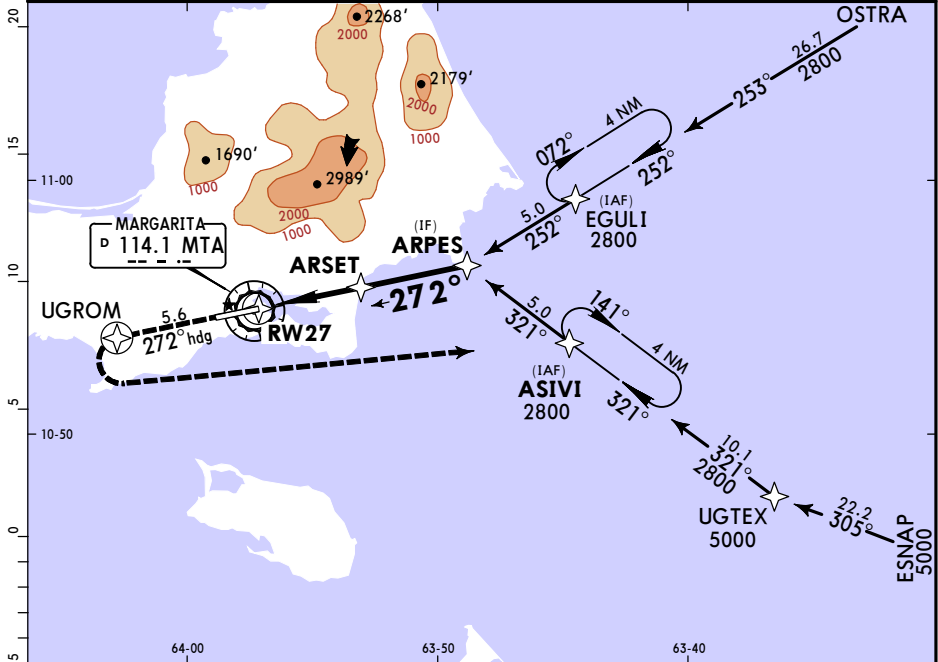 20
15
10
5
0
5
11-00
10-50
64-00
63-50
63-40
2268'
2000
2179'
2000
1000
1690'
1000
2989'
2000
1000
MARGARITA
D 114.1 MTA
UGROM
5.6
272° hdg
RW27
ARSET
(IF)
ARPES
272°
OSTRA
26.7
253° 2800
4 NM
072°
252°
(IAF)
EGULI
2800
5.0
252°
5.0
321°
141°
4 NM
321°
(IAF)
ASIVI
2800
10.1
321°
2800
UGTEX
5000
22.2
305°
ESNAP
5000